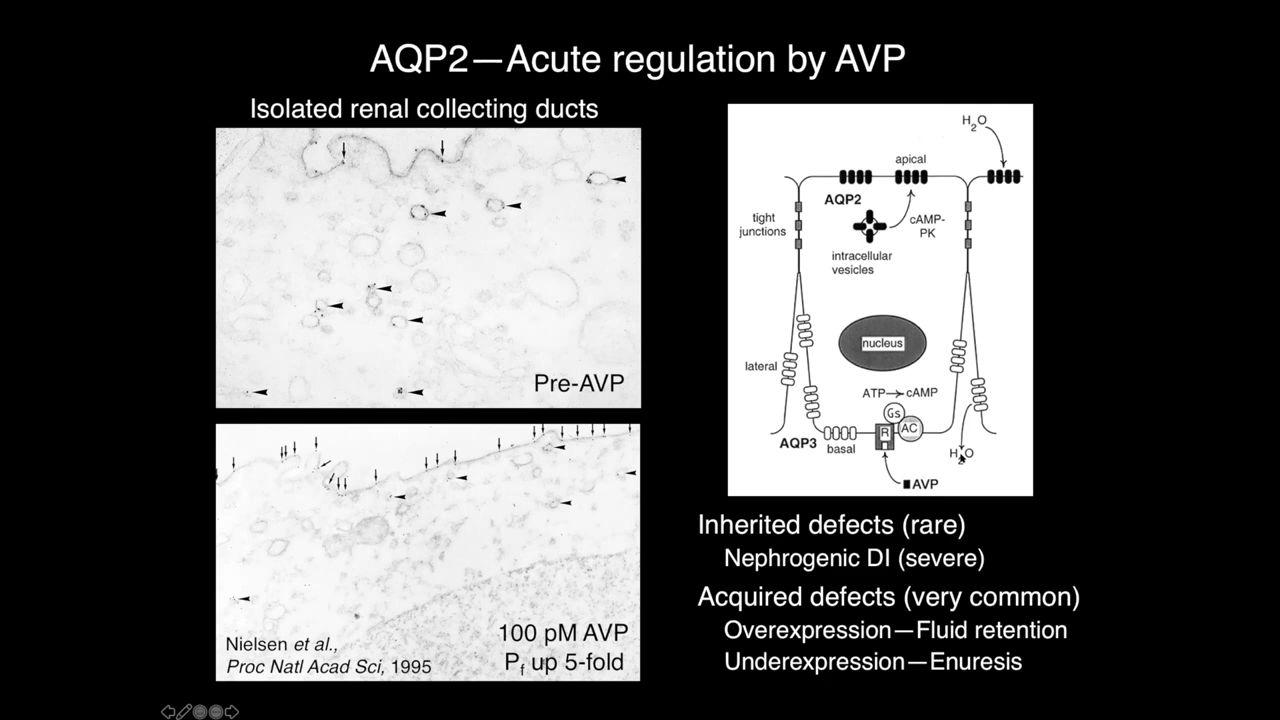 AQP2—Acute regulation by AVP
Isolated renal collecting ducts
Pre-AVP
Nielsen et al.,
Proc Natl Acad Sci, 1995
100 pM AVP
Pf up 5-fold
H2O
apical
AQP2
cAMP-
PK
tight
junctions
intracellular
vesicles
nucleus
lateral
ATP → cAMP
Gs
AC
R
AQP3
basal
H2O
AVP
Inherited defects (rare)
Nephrogenic DI (severe)
Acquired defects (very common)
Overexpression—Fluid retention
Underexpression—Enuresis